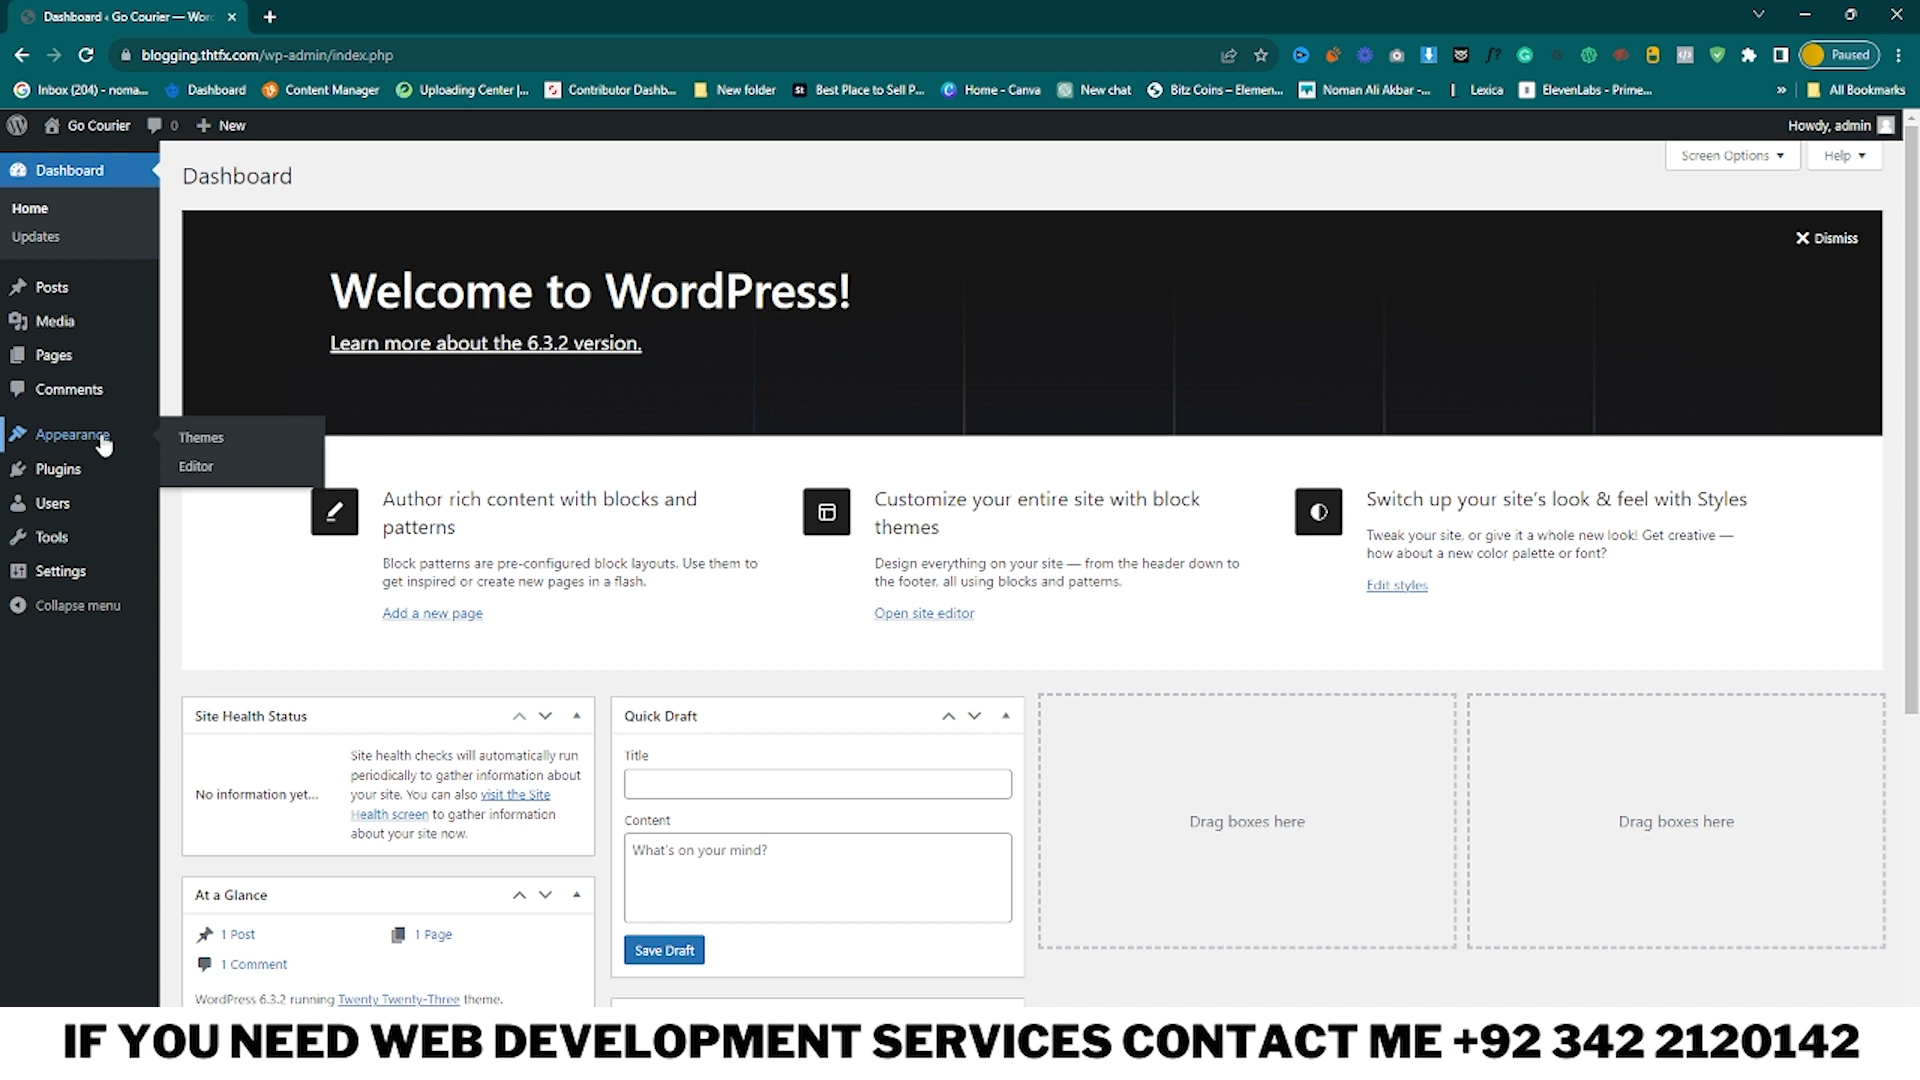 Dashboard ‹ Go Courier — Wor
blogging.thtfx.com/wp-admin/index.php
Paused
Inbox (204) - noma...
Dashboard
Content Manager
Uploading Center |...
Contributor Dashb...
New folder
Best Place to Sell P...
Home - Canva
New chat
Bitz Coins – Elemen...
Noman Ali Akbar -...
Lexica
ElevenLabs - Prime...
»
All Bookmarks
Go Courier
0
New
Howdy, admin
Screen Options
Help
Dashboard
Home
Updates
Posts
Media
Pages
Comments
Appearance
Themes
Editor
Plugins
Users
Tools
Settings
Collapse menu
Dashboard
Dismiss
Welcome to WordPress!
Learn more about the 6.3.2 version.
Author rich content with blocks and
patterns
Block patterns are pre-configured block layouts. Use them to
get inspired or create new pages in a flash.
Add a new page
Customize your entire site with block
themes
Design everything on your site — from the header down to
the footer, all using blocks and patterns.
Open site editor
Switch up your site's look & feel with Styles
Tweak your site, or give it a whole new look! Get creative —
how about a new color palette or font?
Edit styles
Site Health Status
No information yet...
Site health checks will automatically run
periodically to gather information about
your site. You can also visit the Site
Health screen to gather information
about your site now.
At a Glance
1 Post
1 Page
1 Comment
WordPress 6.3.2 running Twenty Twenty-Three theme.
Quick Draft
Title
Content
What's on your mind?
Save Draft
Drag boxes here
Drag boxes here
IF YOU NEED WEB DEVELOPMENT SERVICES CONTACT ME +92 342 2120142